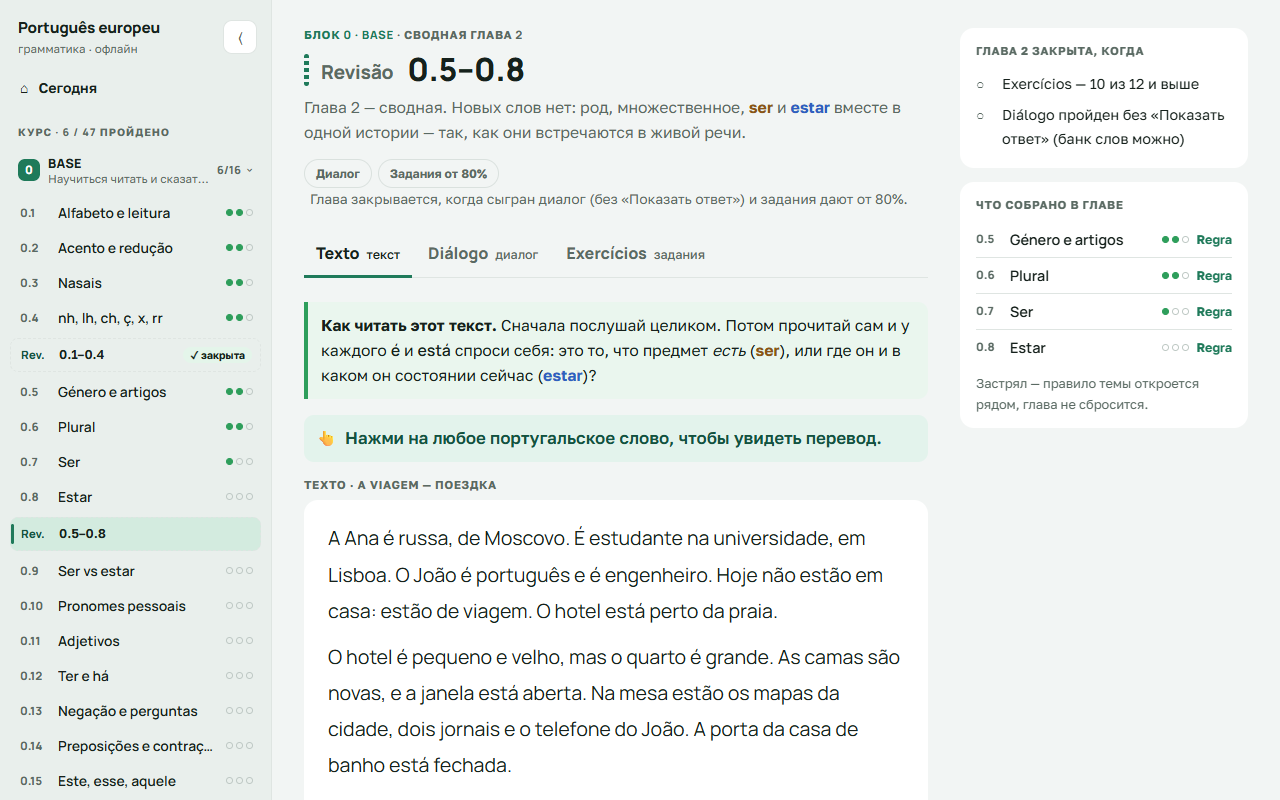 Português europeu
грамматика · офлайн
⟨
⌂ Сегодня
КУРС · 6 / 47 ПРОЙДЕНО
0 BASE 6/16
Научиться читать и сказат…
0.1 Alfabeto e leitura
0.2 Acento e redução
0.3 Nasais
0.4 nh, lh, ch, ç, x, rr
Rev. 0.1–0.4 ✓ закрыта
0.5 Género e artigos
0.6 Plural
0.7 Ser
0.8 Estar
Rev. 0.5–0.8
0.9 Ser vs estar
0.10 Pronomes pessoais
0.11 Adjetivos
0.12 Ter e há
0.13 Negação e perguntas
0.14 Preposições e contraç…
0.15 Este, esse, aquele
БЛОК 0 · BASE · СВОДНАЯ ГЛАВА 2
Revisão 0.5–0.8
Глава 2 — сводная. Новых слов нет: род, множественное, ser и estar вместе в
одной истории — так, как они встречаются в живой речи.
Диалог Задания от 80%
Глава закрывается, когда сыгран диалог (без «Показать ответ») и задания дают от 80%.
Texto текст Diálogo диалог Exercícios задания
Как читать этот текст. Сначала послушай целиком. Потом прочитай сам и у
каждого é и está спроси себя: это то, что предмет есть (ser), или где он и в
каком он состоянии сейчас (estar)?
👆 Нажми на любое португальское слово, чтобы увидеть перевод.
TEXTO · A VIAGEM — ПОЕЗДКА
A Ana é russa, de Moscovo. É estudante na universidade, em
Lisboa. O João é português e é engenheiro. Hoje não estão em
casa: estão de viagem. O hotel está perto da praia.
O hotel é pequeno e velho, mas o quarto é grande. As camas são
novas, e a janela está aberta. Na mesa estão os mapas da
cidade, dois jornais e o telefone do João. A porta da casa de
banho está fechada.
ГЛАВА 2 ЗАКРЫТА, КОГДА
○ Exercícios — 10 из 12 и выше
○ Diálogo пройден без «Показать
ответ» (банк слов можно)
ЧТО СОБРАНО В ГЛАВЕ
0.5 Género e artigos Regra
0.6 Plural Regra
0.7 Ser Regra
0.8 Estar Regra
Застрял — правило темы откроется
рядом, глава не сбросится.